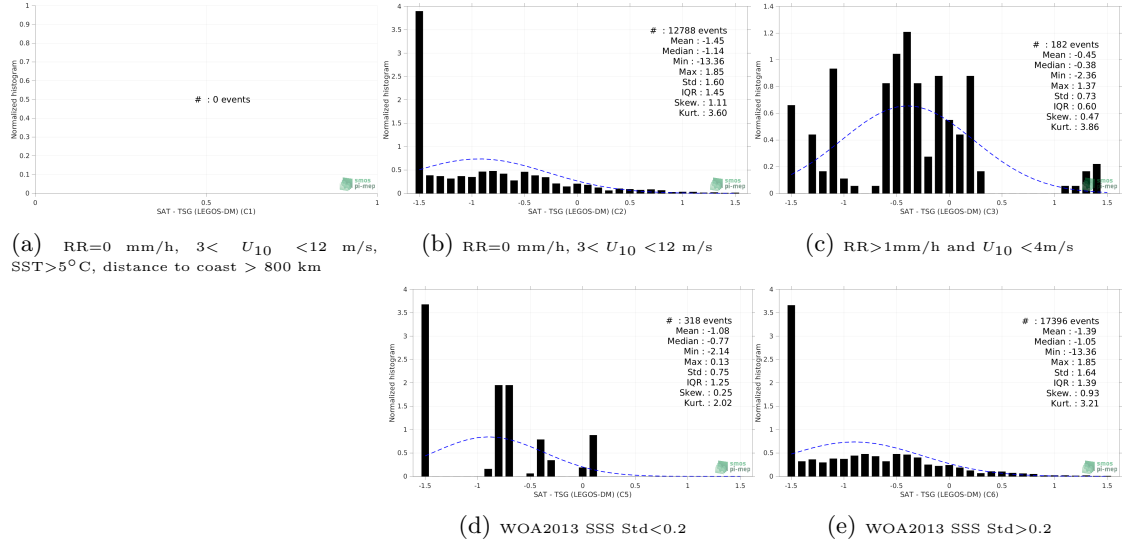 1
0.9
0.8
0.7
0.6
0.5
0.4
0.3
0.2
0.1
0
Normalized histogram
# : 0 events
0 0.5 1
SAT - TSG (LEGOS-DM) (C1)
smos
pi-mep
(a) RR=0 mm/h, 3< U10 <12 m/s,
SST>5°C, distance to coast > 800 km
4
3.5
3
2.5
2
1.5
1
0.5
0
Normalized histogram
# : 12788 events
Mean : -1.45
Median : -1.14
Min : -13.36
Max : 1.85
Std : 1.60
IQR : 1.45
Skew. : 1.11
Kurt. : 3.60
-1.5 -1 -0.5 0 0.5 1 1.5
SAT - TSG (LEGOS-DM) (C2)
smos
pi-mep
(b) RR=0 mm/h, 3< U10 <12 m/s
1.4
1.2
1
0.8
0.6
0.4
0.2
0
Normalized histogram
# : 182 events
Mean : -0.45
Median : -0.38
Min : -2.36
Max : 1.37
Std : 0.73
IQR : 0.60
Skew. : 0.47
Kurt. : 3.86
-1.5 -1 -0.5 0 0.5 1 1.5
SAT - TSG (LEGOS-DM) (C3)
smos
pi-mep
(c) RR>1mm/h and U10 <4m/s
4
3.5
3
2.5
2
1.5
1
0.5
0
Normalized histogram
# : 318 events
Mean : -1.08
Median : -0.77
Min : -2.14
Max : 0.13
Std : 0.75
IQR : 1.25
Skew. : 0.25
Kurt. : 2.02
-1.5 -1 -0.5 0 0.5 1 1.5
SAT - TSG (LEGOS-DM) (C5)
smos
pi-mep
(d) WOA2013 SSS Std<0.2
4
3.5
3
2.5
2
1.5
1
0.5
0
Normalized histogram
# : 17396 events
Mean : -1.39
Median : -1.05
Min : -13.36
Max : 1.85
Std : 1.64
IQR : 1.39
Skew. : 0.93
Kurt. : 3.21
-1.5 -1 -0.5 0 0.5 1 1.5
SAT - TSG (LEGOS-DM) (C6)
smos
pi-mep
(e) WOA2013 SSS Std>0.2